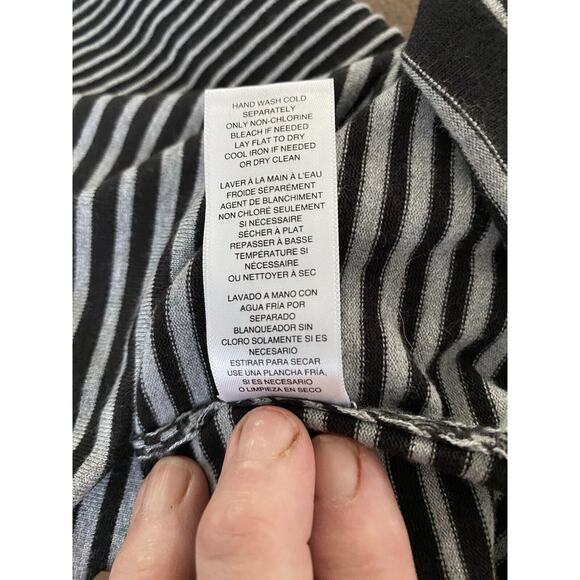 HAND WASH COLD
SEPARATELY
ONLY NON-CHLORINE
BLEACH IF NEEDED
LAY FLAT TO DRY
COOL IRON IF NEEDED
OR DRY CLEAN
LAVER À LA MAIN À L'EAU
FROIDE SÉPARÉMENT
AGENT DE BLANCHIMENT
NON CHLORÉ SEULEMENT
SI NÉCESSAIRE
SÉCHER À PLAT
REPASSER À BASSE
TEMPÉRATURE SI
NÉCESSAIRE
OU NETTOYER À SEC
LAVADO A MANO CON
AGUA FRÍA POR
SEPARADO
BLANQUEADOR SIN
CLORO SOLAMENTE SI ES
NECESARIO
ESTIRAR PARA SECAR
USE UNA PLANCHA FRÍA,
SI ES NECESARIO
O LIMPIEZA EN SECO